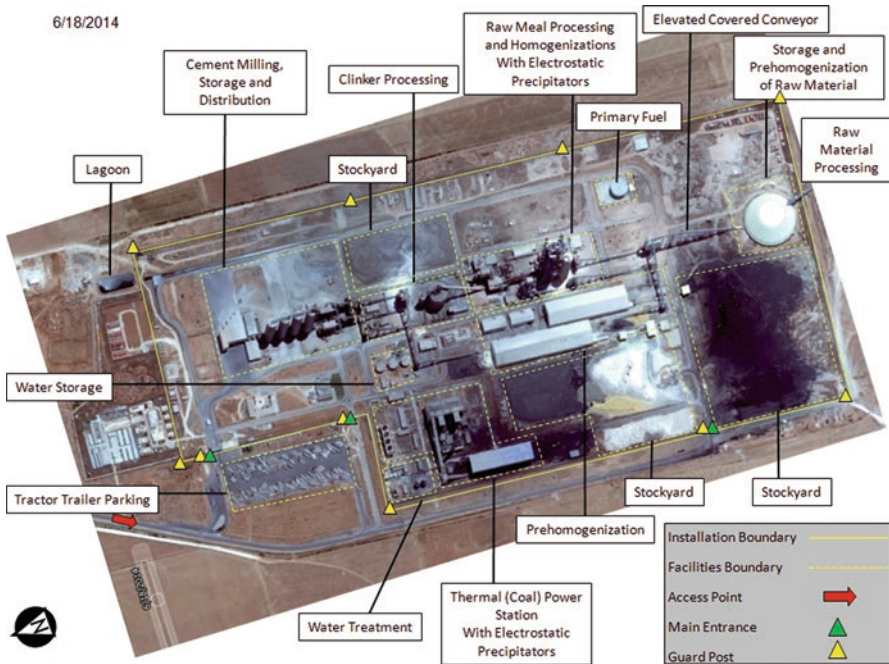 6/18/2014
Cement Milling,
Storage and
Distribution
Clinker Processing
Raw Meal Processing
and Homogenizations
With Electrostatic
Precipitators
Elevated Covered Conveyor
Storage and
Prehomogenization
of Raw Material
Primary Fuel
Raw
Material
Processing
Lagoon
Stockyard
Water Storage
Tractor Trailer Parking
Stockyard
Stockyard
Prehomogenization
Thermal (Coal) Power
Station
With Electrostatic
Precipitators
Water Treatment
Installation Boundary
Facilities Boundary
Access Point
Main Entrance
Guard Post
N